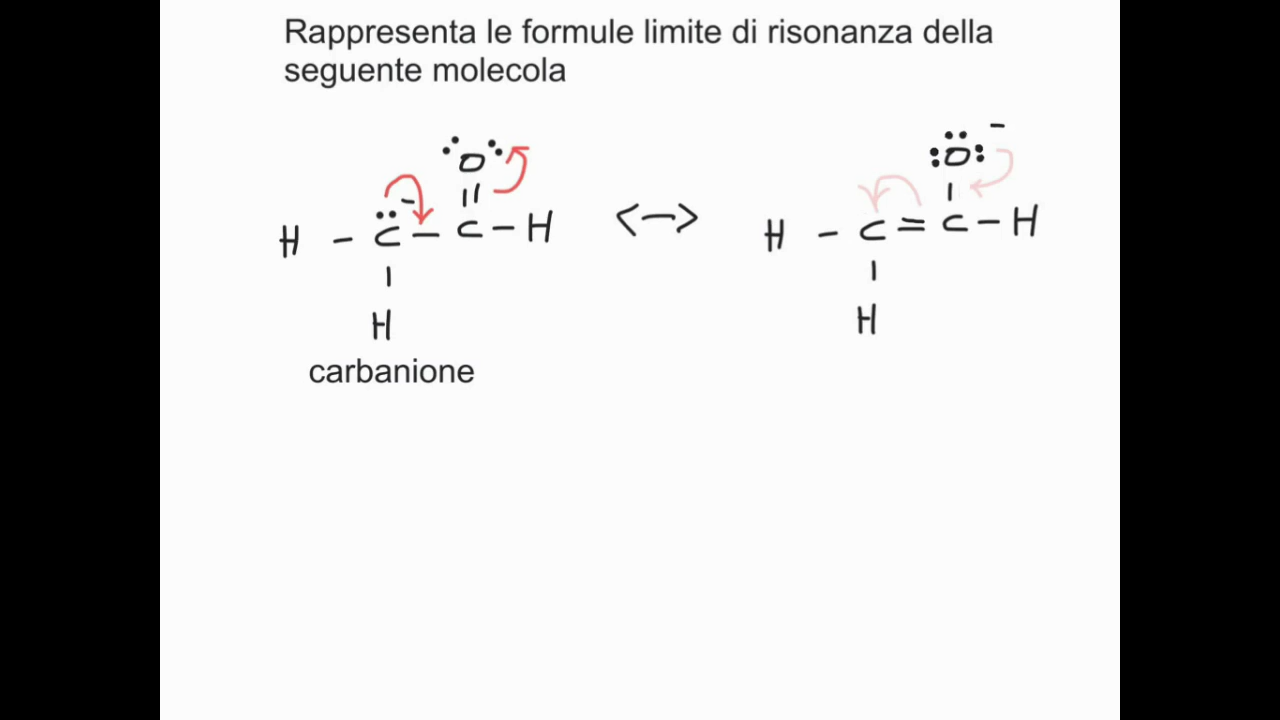 Rappresenta le formule limite di risonanza della
seguente molecola
O O -
H - C - - C - H <-> H - C = C - H
H H
carbanione